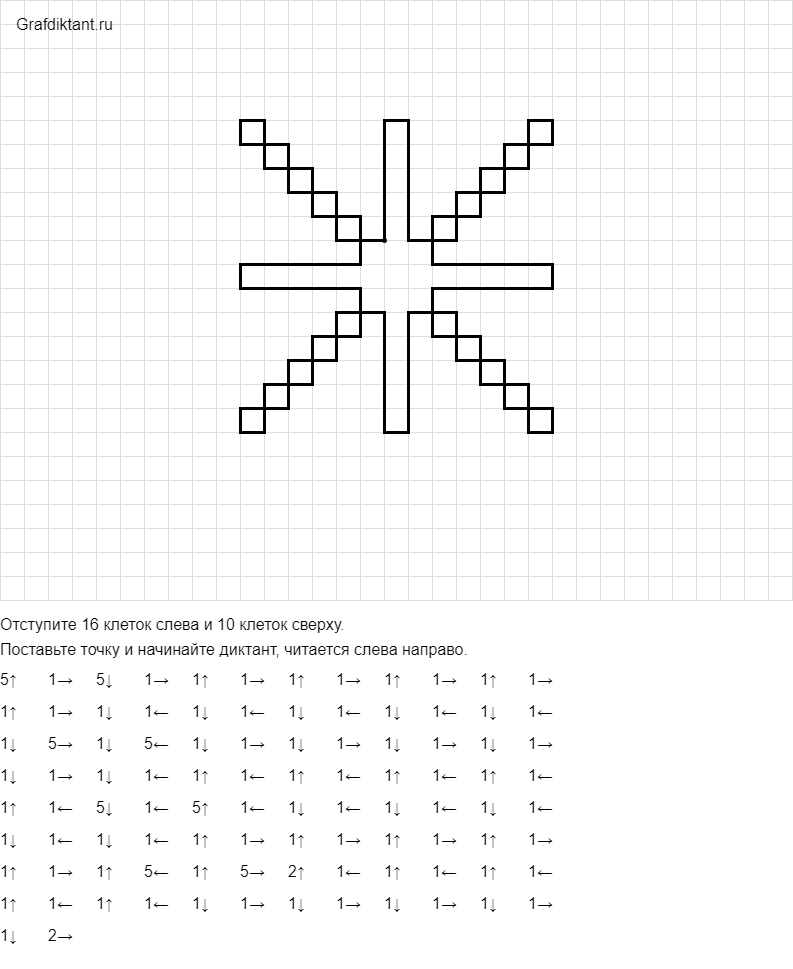 Grafdiktant.ru
Отступите 16 клеток слева и 10 клеток сверху.
Поставьте точку и начинайте диктант, читается слева направо.
5↑ 1→ 5↓ 1→ 1↑ 1→ 1↑ 1→ 1↑ 1→ 1↑ 1→
1↑ 1→ 1↓ 1← 1↓ 1← 1↓ 1← 1↓ 1← 1↓ 1←
1↓ 5→ 1↓ 5← 1↓ 1→ 1↓ 1→ 1↓ 1→ 1↓ 1→
1↓ 1→ 1↓ 1← 1↑ 1← 1↑ 1← 1↑ 1← 1↑ 1←
1↑ 1← 5↓ 1← 5↑ 1← 1↓ 1← 1↓ 1← 1↓ 1←
1↓ 1← 1↓ 1← 1↑ 1→ 1↑ 1→ 1↑ 1→ 1↑ 1→
1↑ 1→ 1↑ 5← 1↑ 5→ 2↑ 1← 1↑ 1← 1↑ 1←
1↑ 1← 1↑ 1← 1↓ 1→ 1↓ 1→ 1↓ 1→ 1↓ 1→
1↓ 2→